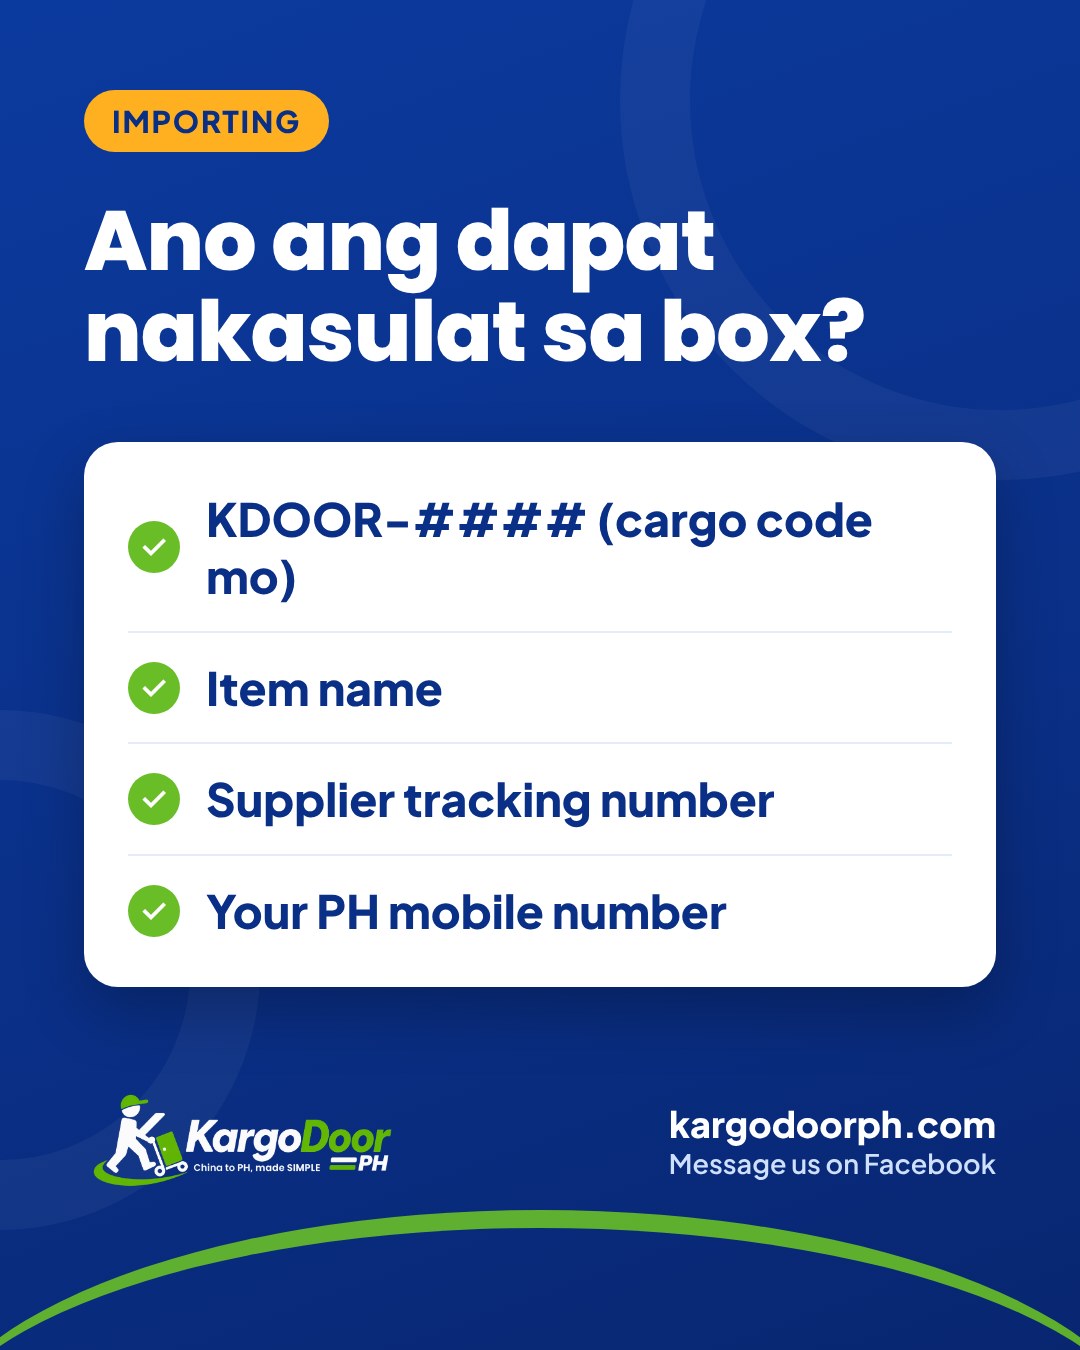 IMPORTING
Ano ang dapat
nakasulat sa box?
KDOOR-#### (cargo code
mo)
Item name
Supplier tracking number
Your PH mobile number
KargoDoor
China to PH, made SIMPLE
PH
kargodoorph.com
Message us on Facebook